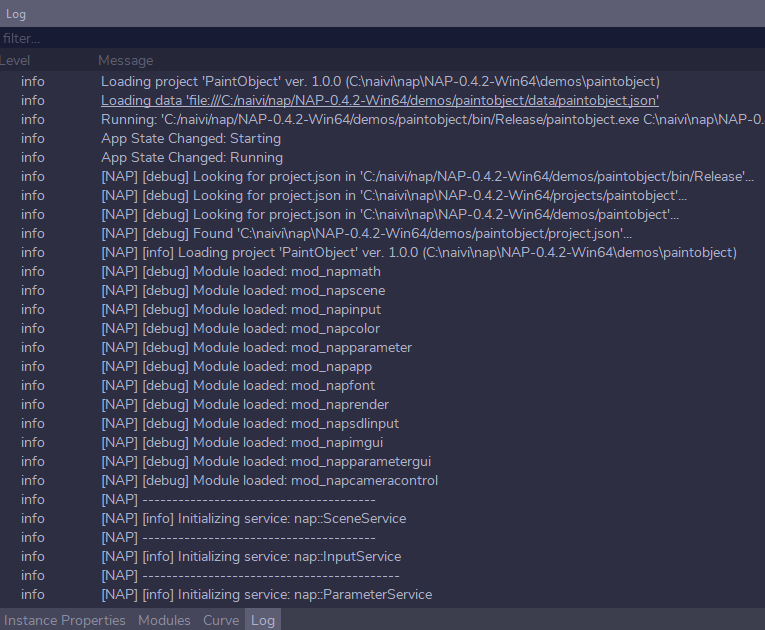 Log
filter...
Level Message
info Loading project 'PaintObject' ver. 1.0.0 (C:\naivi\nap\NAP-0.4.2-Win64\demos\paintobject)
info Loading data 'file:///C:/naivi/nap/NAP-0.4.2-Win64/demos/paintobject/data/paintobject.json'
info Running: 'C:/naivi/nap/NAP-0.4.2-Win64/demos/paintobject/bin/Release/paintobject.exe C:\naivi\nap\NAP-0.
info App State Changed: Starting
info App State Changed: Running
info [NAP] [debug] Looking for project.json in 'C:/naivi/nap/NAP-0.4.2-Win64/demos/paintobject/bin/Release'...
info [NAP] [debug] Looking for project.json in 'C:\naivi\nap\NAP-0.4.2-Win64/projects/paintobject'...
info [NAP] [debug] Looking for project.json in 'C:\naivi\nap\NAP-0.4.2-Win64/demos/paintobject'...
info [NAP] [debug] Found 'C:\naivi\nap\NAP-0.4.2-Win64/demos/paintobject/project.json'...
info [NAP] [info] Loading project 'PaintObject' ver. 1.0.0 (C:\naivi\nap\NAP-0.4.2-Win64\demos\paintobject)
info [NAP] [debug] Module loaded: mod_napmath
info [NAP] [debug] Module loaded: mod_napscene
info [NAP] [debug] Module loaded: mod_napinput
info [NAP] [debug] Module loaded: mod_napcolor
info [NAP] [debug] Module loaded: mod_napparameter
info [NAP] [debug] Module loaded: mod_napapp
info [NAP] [debug] Module loaded: mod_napfont
info [NAP] [debug] Module loaded: mod_naprender
info [NAP] [debug] Module loaded: mod_napsdlinput
info [NAP] [debug] Module loaded: mod_napimgui
info [NAP] [debug] Module loaded: mod_napparametergui
info [NAP] [debug] Module loaded: mod_napcameracontrol
info [NAP] ---------------------------------------
info [NAP] [info] Initializing service: nap::SceneService
info [NAP] ---------------------------------------
info [NAP] [info] Initializing service: nap::InputService
info [NAP] -------------------------------------------
info [NAP] [info] Initializing service: nap::ParameterService
Instance Properties Modules Curve Log